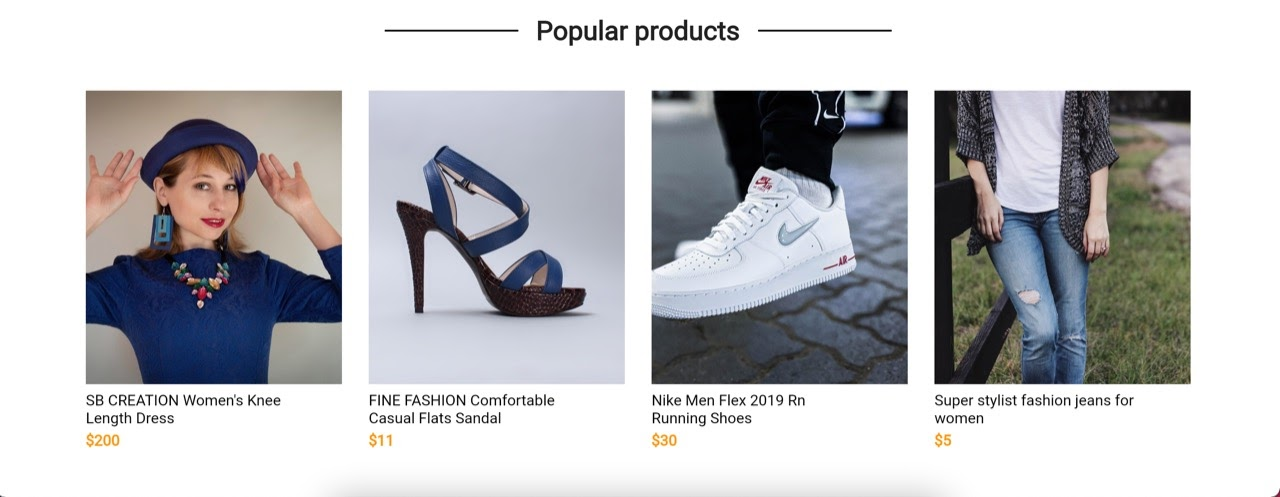 Popular products
SB CREATION Women's Knee
Length Dress
$200
FINE FASHION Comfortable
Casual Flats Sandal
$11
AIR
Nike Men Flex 2019 Rn
Running Shoes
$30
Super stylist fashion jeans for
women
$5